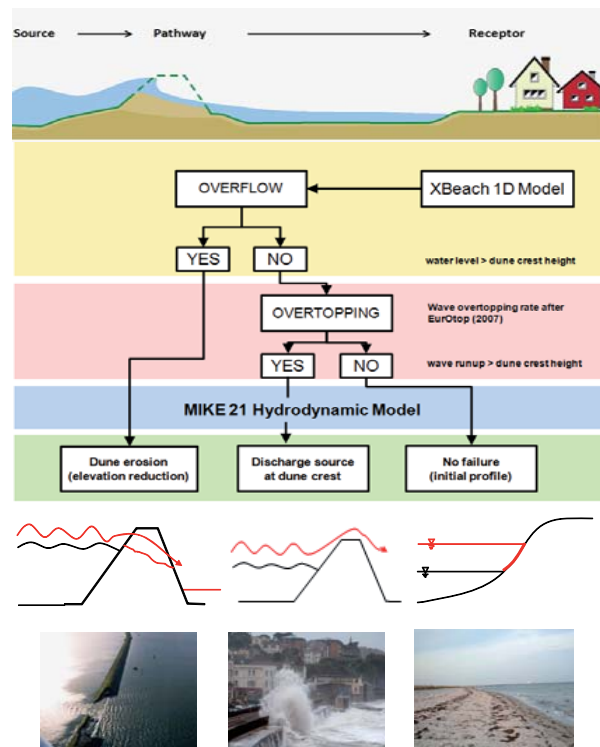 Source Pathway Receptor
OVERFLOW
XBeach 1D Model
YES
NO
water level > dune crest height
Wave overtopping rate after
EurOtop (2007)
OVERTOPPING
YES
NO
wave runup > dune crest height
MIKE 21 Hydrodynamic Model
Dune erosion
(elevation reduction)
Discharge source
at dune crest
No failure
(initial profile)